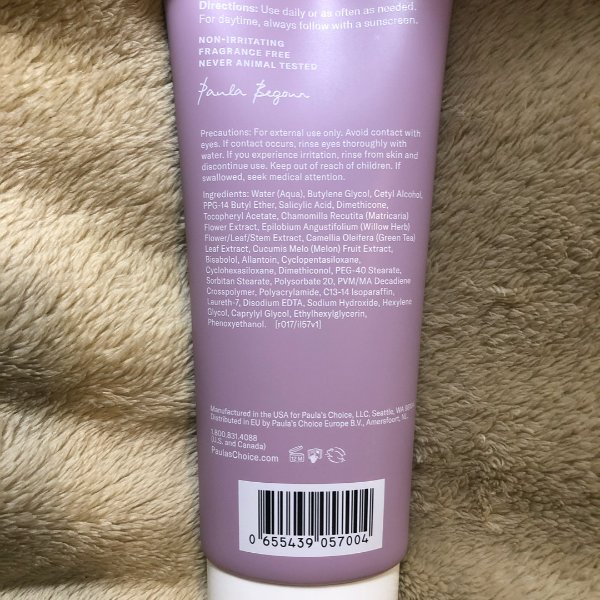 Directions: Use daily or as often as needed.
For daytime, always follow with a sunscreen.
NON-IRRITATING
FRAGRANCE FREE
NEVER ANIMAL TESTED
Paula Begoun
Precautions: For external use only. Avoid contact with
eyes. If contact occurs, rinse eyes thoroughly with
water. If you experience irritation, rinse from skin and
discontinue use. Keep out of reach of children. If
swallowed, seek medical attention.
Ingredients: Water (Aqua), Butylene Glycol, Cetyl Alcohol,
PPG-14 Butyl Ether, Salicylic Acid, Dimethicone,
Tocopheryl Acetate, Chamomilla Recutita (Matricaria)
Flower Extract, Epilobium Angustifolium (Willow Herb)
Flower/Leaf/Stem Extract, Camellia Oleifera (Green Tea)
Leaf Extract, Cucumis Melo (Melon) Fruit Extract,
Bisabolol, Allantoin, Cyclopentasiloxane,
Cyclohexasiloxane, Dimethiconol, PEG-40 Stearate,
Sorbitan Stearate, Polysorbate 20, PVM/MA Decadiene
Crosspolymer, Polyacrylamide, C13-14 Isoparaffin,
Laureth-7, Disodium EDTA, Sodium Hydroxide, Hexylene
Glycol, Caprylyl Glycol, Ethylhexylglycerin,
Phenoxyethanol. [r017/il57v1]
Manufactured in the USA for Paula's Choice, LLC, Seattle, WA
Distributed in EU by Paula's Choice Europe B.V., Amersfoort, NL
1.800.831.4088
(U.S. and Canada)
PaulasChoice.com
12 M
0 655439 057004